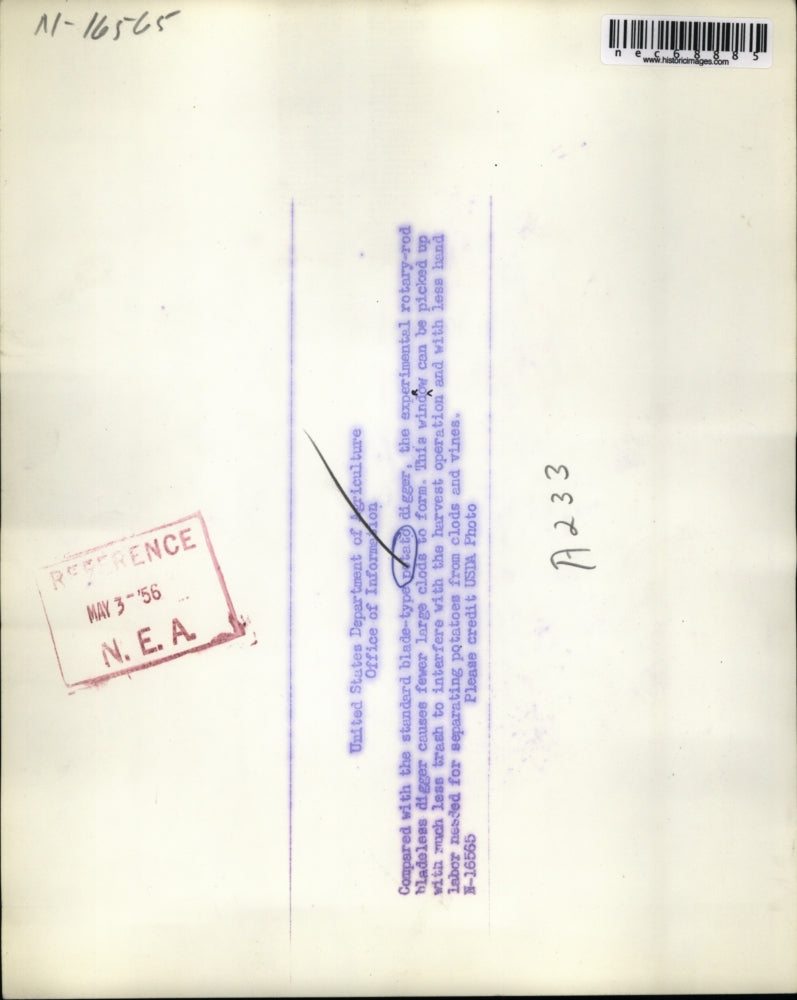 N-16565
nec68885
www.historicimages.com
United States Department of Agriculture
Office of Information
Compared with the standard blade-type potato digger, the experimental rotary-rod
bladeless digger causes fewer large clods to form. This window can be picked up
with much less trash to interfere with the harvest operation and with less hand
labor needed for separating potatoes from clods and vines.
N-16565 Please credit USDA Photo
REFERENCE
MAY 3-'56
N. E. A.
A233